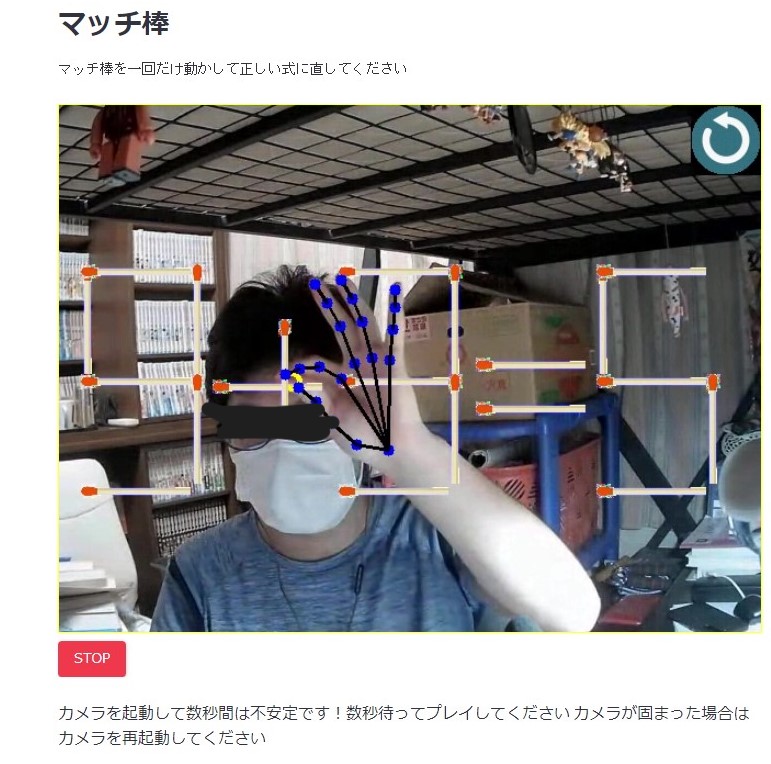 マッチ棒
マッチ棒を一回だけ動かして正しい式に直してください
STOP
カメラを起動して数秒間は不安定です！数秒待ってプレイしてください カメラが固まった場合は
カメラを再起動してください